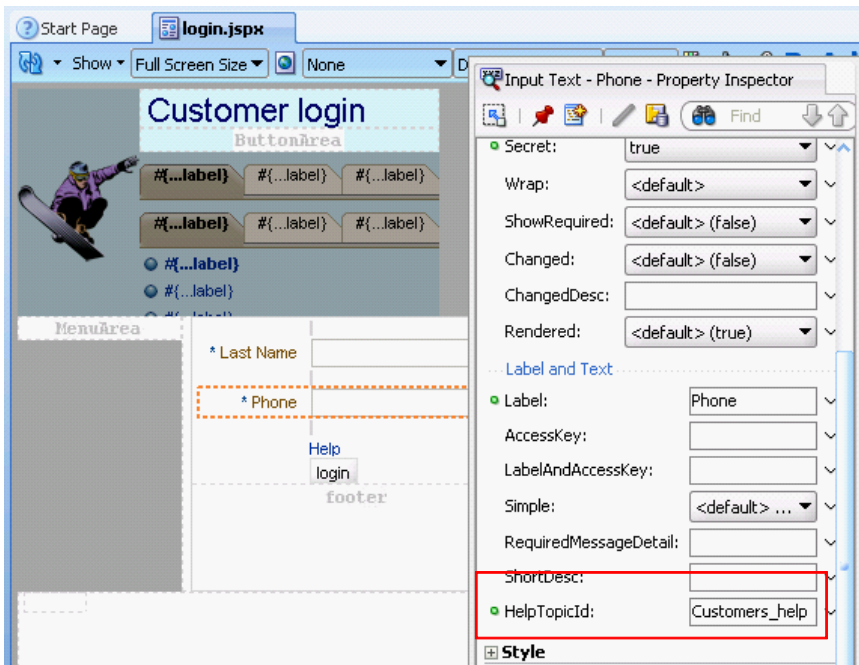 Start Page login.jspx
Show Full Screen Size None D
Customer login
ButtonArea
#{...label} #{...label} #{...label}
#{...label} #{...label} #{...label}
#{...label}
#{...label}
#{...label}
MenuArea
* Last Name
* Phone
Help
login
footer
Input Text - Phone - Property Inspector
Find
Secret: true
Wrap: <default>
ShowRequired: <default> (false)
Changed: <default> (false)
ChangedDesc:
Rendered: <default> (true)
Label and Text
Label: Phone
AccessKey:
LabelAndAccessKey:
Simple: <default> ...
RequiredMessageDetail:
ShortDesc:
HelpTopicId: Customers_help
Style